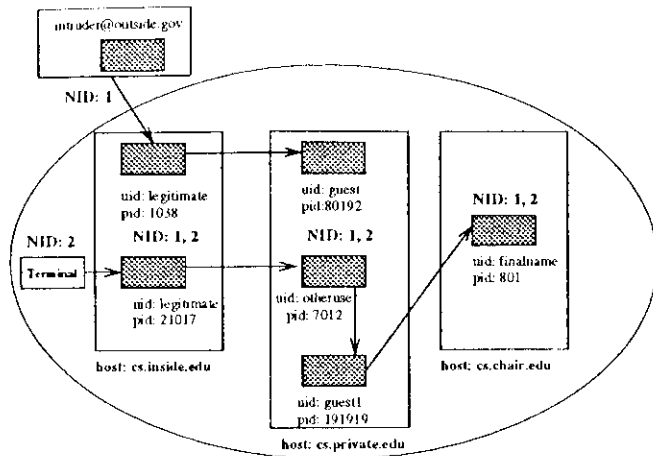 intruder@outside.gov
NID: 1
uid: legitimate
pid: 1038
uid: guest
pid:80192
NID: 1, 2
NID: 2
NID: 1, 2
NID: 1, 2
Terminal
uid: finalname
pid: 801
uid: legitimate
pid: 21017
uid: otheruse
pid: 7012
host: cs.inside.edu
host: cs.chair.edu
uid: guest1
pid: 191919
host: cs.private.edu